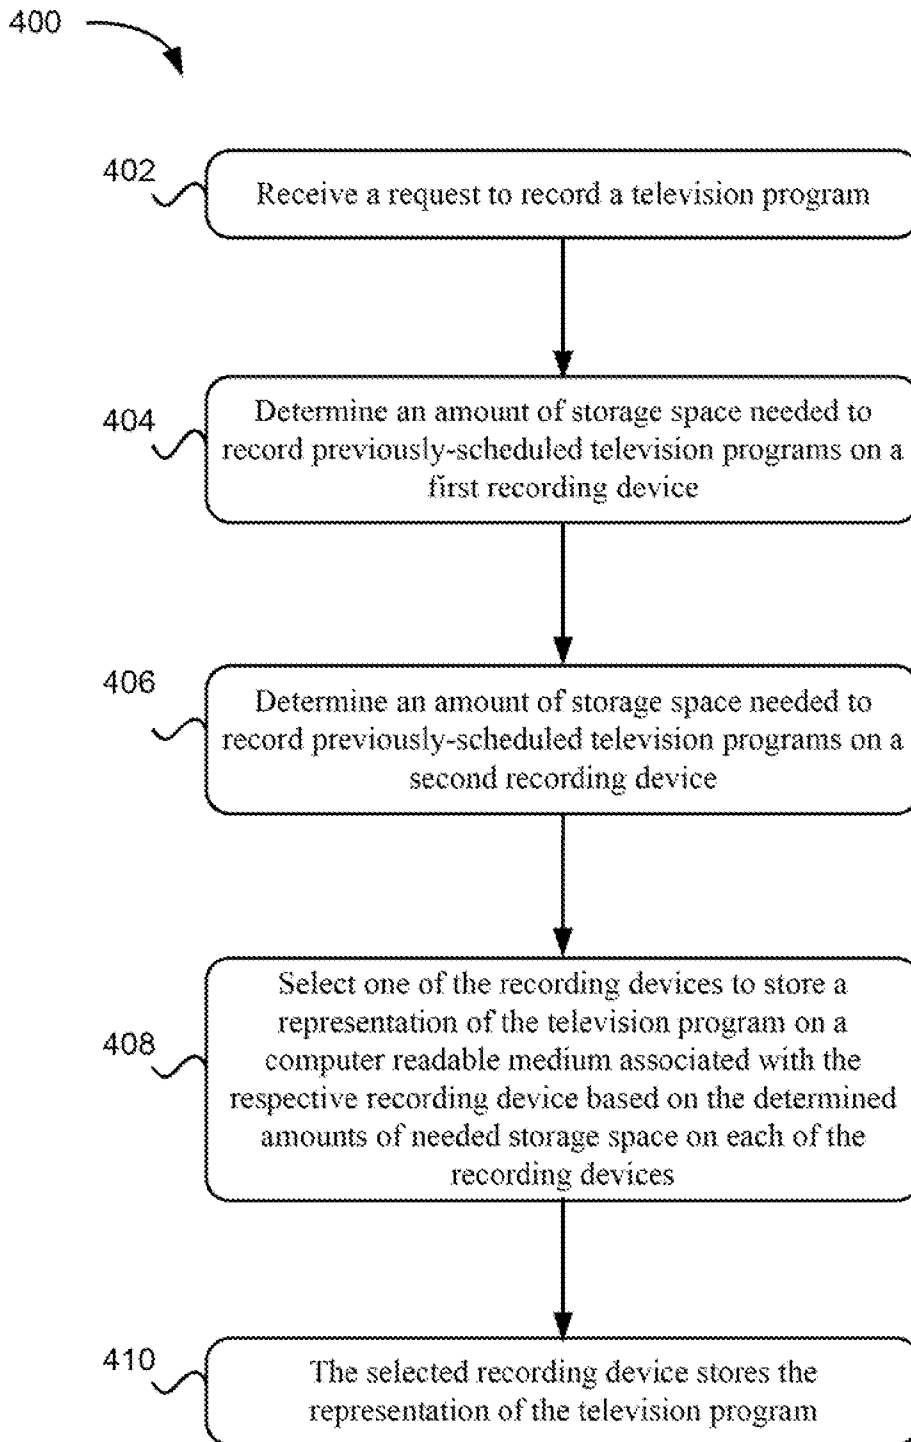 400
402
Receive a request to record a television program
404
Determine an amount of storage space needed to
record previously-scheduled television programs on a
first recording device
406
Determine an amount of storage space needed to
record previously-scheduled television programs on a
second recording device
408
Select one of the recording devices to store a
representation of the television program on a
computer readable medium associated with the
respective recording device based on the determined
amounts of needed storage space on each of the
recording devices
410
The selected recording device stores the
representation of the television program